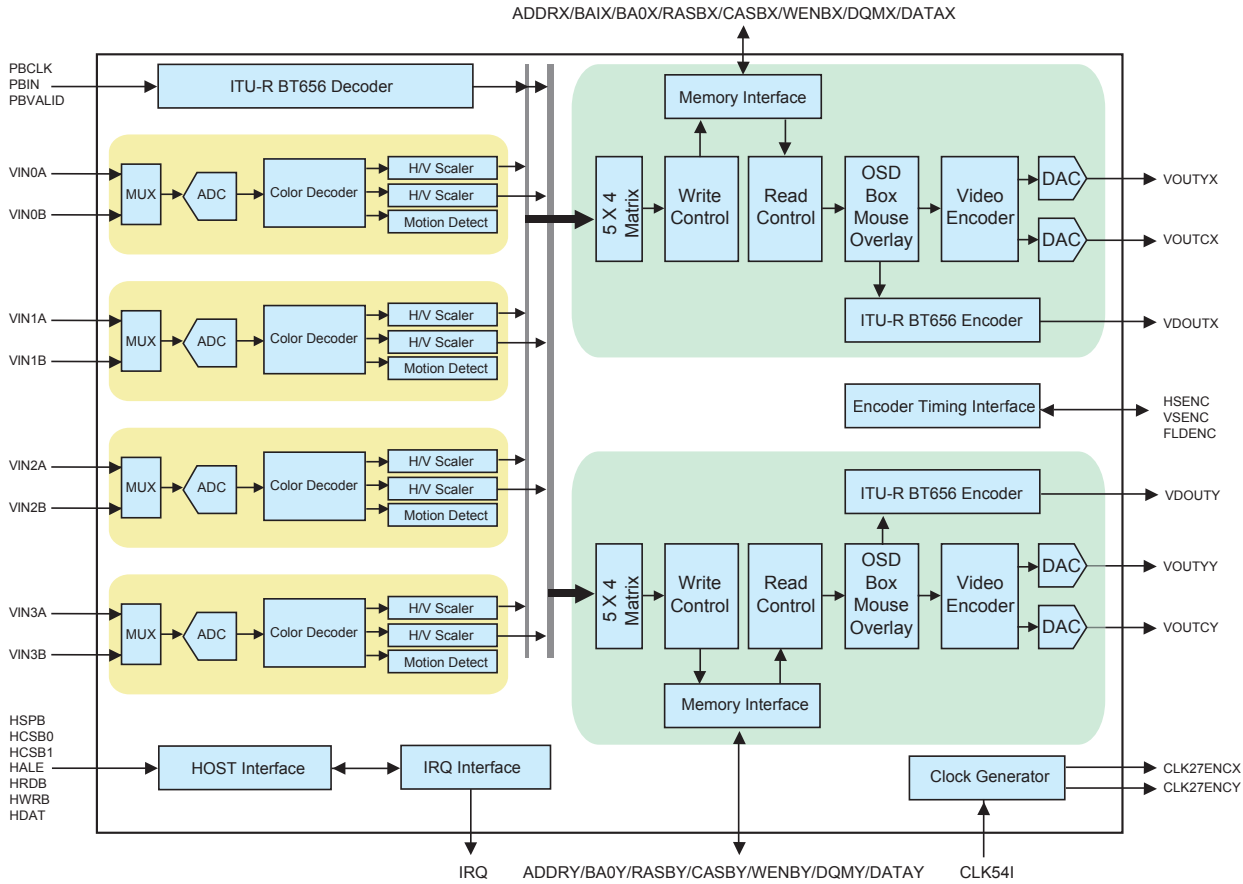 ADDRX/BAIX/BA0X/RASBX/CASBX/WENBX/DQMX/DATAX
PBCLK
PBIN
PBVALID
ITU-R BT656 Decoder
VIN0A
VIN0B
MUX
ADC
Color Decoder
H/V Scaler
H/V Scaler
Motion Detect
VIN1A
VIN1B
MUX
ADC
Color Decoder
H/V Scaler
H/V Scaler
Motion Detect
VIN2A
VIN2B
MUX
ADC
Color Decoder
H/V Scaler
H/V Scaler
Motion Detect
VIN3A
VIN3B
MUX
ADC
Color Decoder
H/V Scaler
H/V Scaler
Motion Detect
HSPB
HCSB0
HCSB1
HALE
HRDB
HWRB
HDAT
HOST Interface
IRQ Interface
IRQ
Memory Interface
5 X 4
Matrix
Write
Control
Read
Control
OSD
Box
Mouse
Overlay
Video
Encoder
DAC
DAC
VOUTYX
VOUTCX
ITU-R BT656 Encoder
VDOUTX
Encoder Timing Interface
HSENC
VSENC
FLDENC
ITU-R BT656 Encoder
VDOUTY
5 X 4
Matrix
Write
Control
Read
Control
OSD
Box
Mouse
Overlay
Video
Encoder
DAC
DAC
VOUTYY
VOUTCY
Memory Interface
ADDRY/BA0Y/RASBY/CASBY/WENBY/DQMY/DATAY
Clock Generator
CLK27ENCX
CLK27ENCY
CLK54I